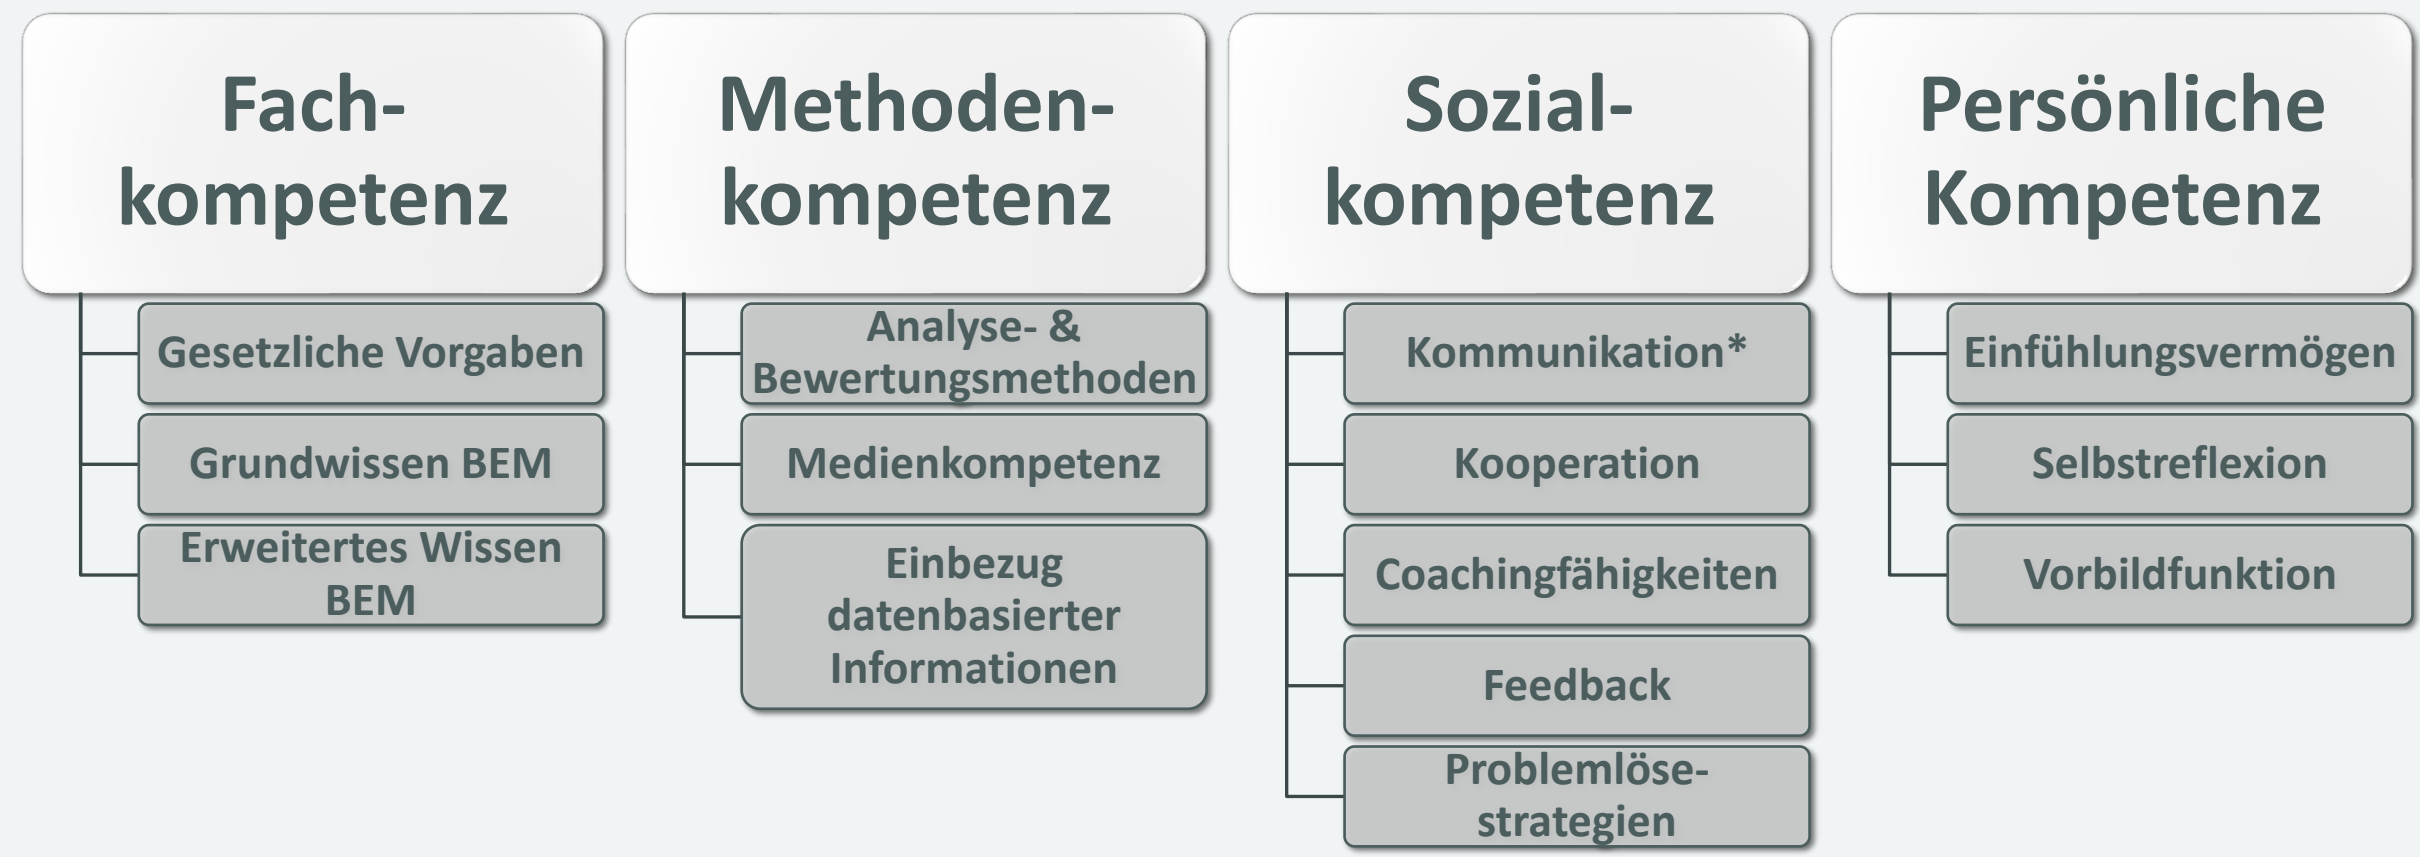 Fach-
kompetenz
Gesetzliche Vorgaben
Grundwissen BEM
Erweitertes Wissen
BEM
Methoden-
kompetenz
Analyse- &
Bewertungsmethoden
Medienkompetenz
Einbezug
datenbasierter
Informationen
Sozial-
kompetenz
Kommunikation*
Kooperation
Coachingfähigkeiten
Feedback
Problemlöse-
strategien
Persönliche
Kompetenz
Einfühlungsvermögen
Selbstreflexion
Vorbildfunktion